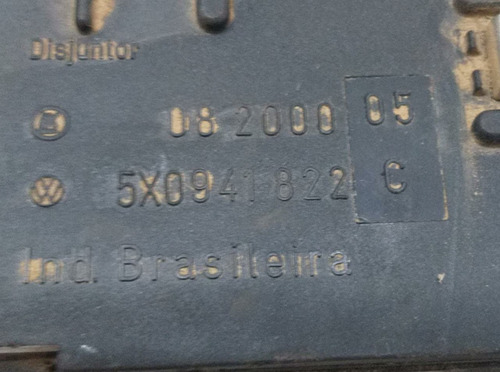 Disjuntor
08 2000 05
5X0941822 C
Ind. Brasileira